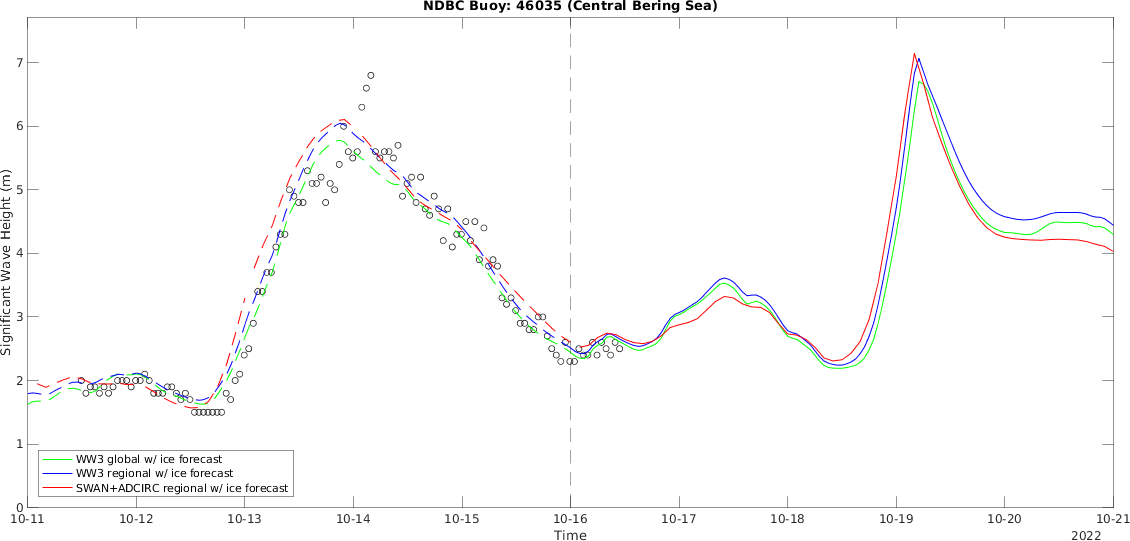 NDBC Buoy: 46035 (Central Bering Sea)
Significant Wave Height (m)
7
6
5
4
3
2
1
0
WW3 global w/ ice forecast
WW3 regional w/ ice forecast
SWAN+ADCIRC regional w/ ice forecast
10-11 10-12 10-13 10-14 10-15 10-16 10-17 10-18 10-19 10-20 10-21
Time
2022